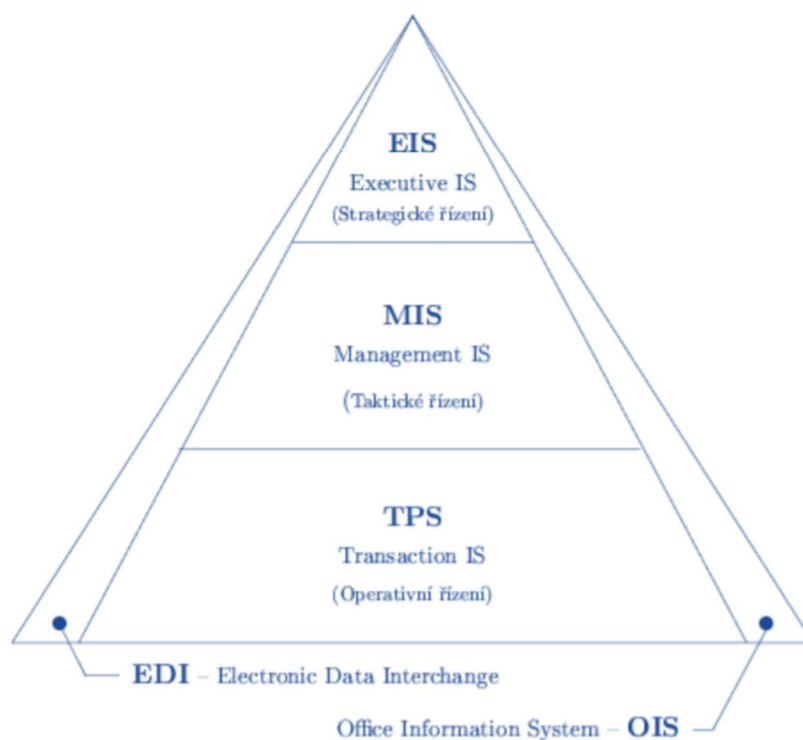 EIS
Executive IS
(Strategické řízení)
MIS
Management IS
(Taktické řízení)
TPS
Transaction IS
(Operativní řízení)
EDI – Electronic Data Interchange
Office Information System – OIS